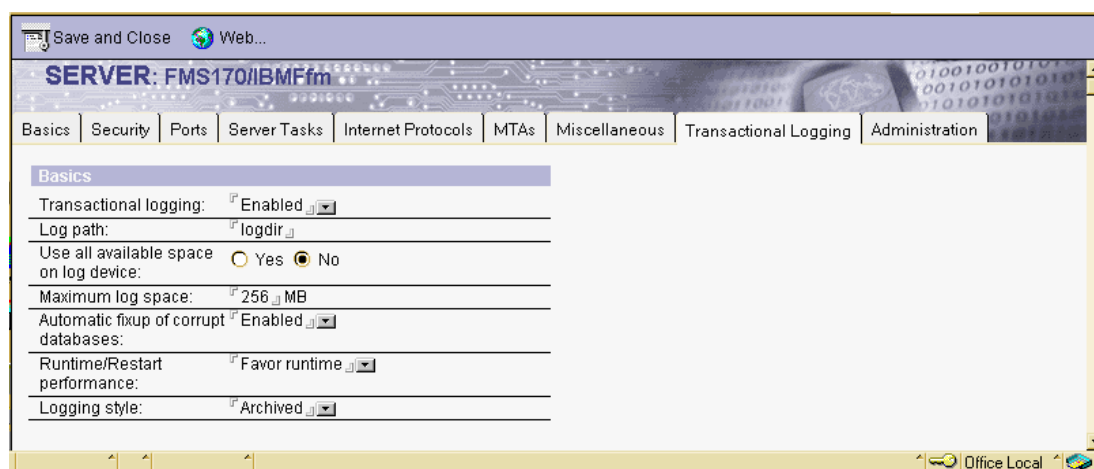 Save and Close Web...
SERVER: FMS170/IBMFfm
Basics Security Ports Server Tasks Internet Protocols MTAs Miscellaneous Transactional Logging Administration
Basics
Transactional logging: Enabled
Log path: logdir
Use all available space Yes No
on log device:
Maximum log space: 256 MB
Automatic fixup of corrupt Enabled
databases:
Runtime/Restart Favor runtime
performance:
Logging style: Archived
Office Local